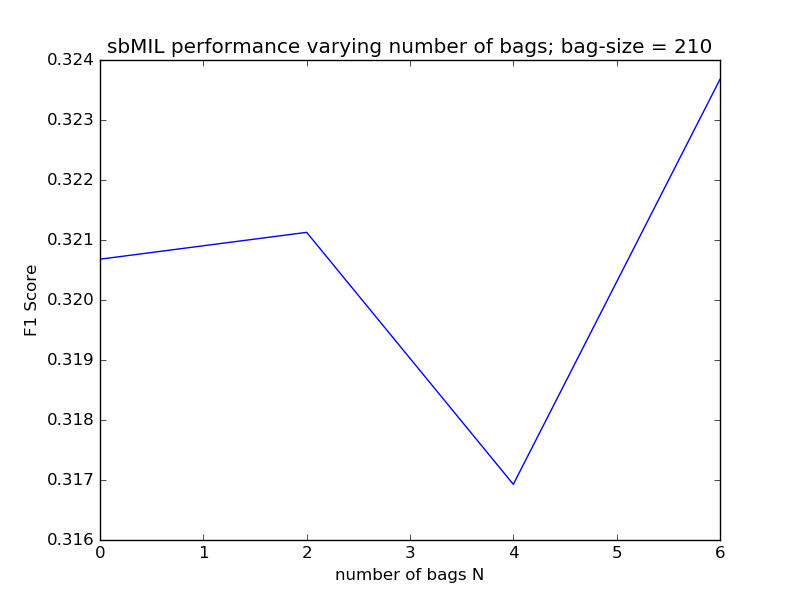 sbMIL performance varying number of bags; bag-size = 210
0.324
0.323
0.322
0.321
0.320
0.319
0.318
0.317
0.316
F1 Score
0 1 2 3 4 5 6
number of bags N